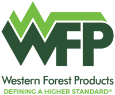 WFP
Western Forest Products
DEFINING A HIGHER STANDARD®